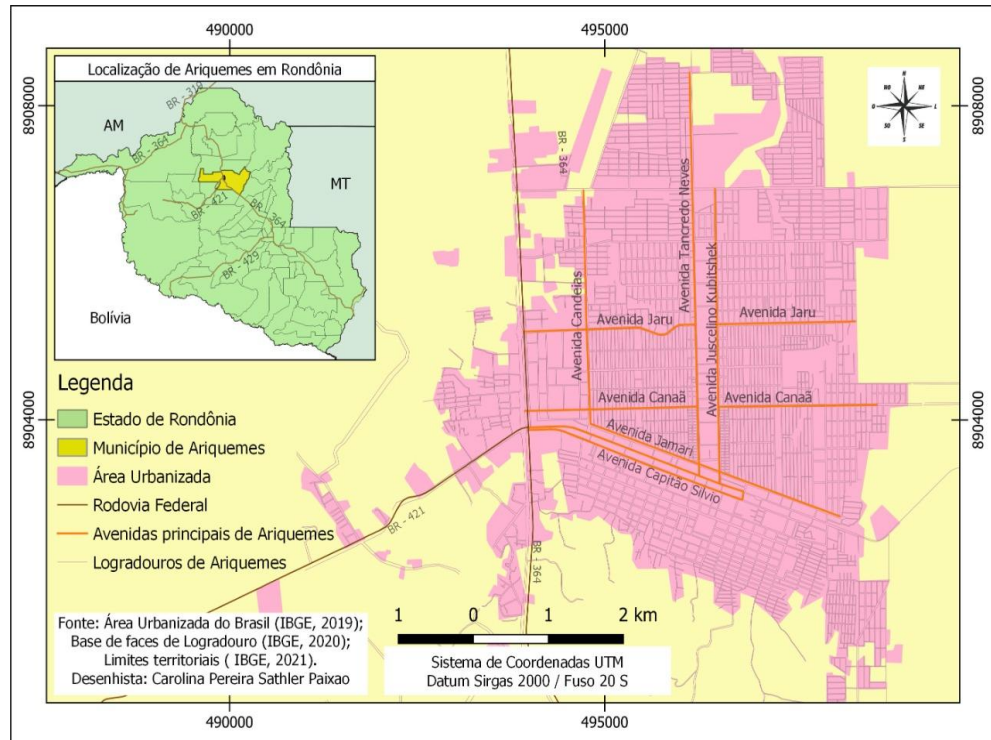 490000
495000
Localização de Ariquemes em Rondônia
BR - 319
AM
BR - 364
MT
BR - 421
BR - 364
BR - 429
Bolívia
8908000
8908000
N
NO
NE
O
L
SO
SE
S
BR - 364
Avenida Tancredo Neves
Avenida Candeias
Avenida Juscelino Kubitshek
Avenida Jaru
Avenida Jaru
Avenida Canaã
Avenida Canaã
Avenida Jamari
Avenida Capitão Silvio
8904000
8904000
BR - 421
BR - 364
Legenda
Estado de Rondônia
Município de Ariquemes
Área Urbanizada
Rodovia Federal
Avenidas principais de Ariquemes
Logradouros de Ariquemes
Fonte: Área Urbanizada do Brasil (IBGE, 2019);
Base de faces de Logradouro (IBGE, 2020);
Limites territoriais ( IBGE, 2021).
Desenhista: Carolina Pereira Sathler Paixao
1 0 1 2 km
Sistema de Coordenadas UTM
Datum Sirgas 2000 / Fuso 20 S
490000
495000